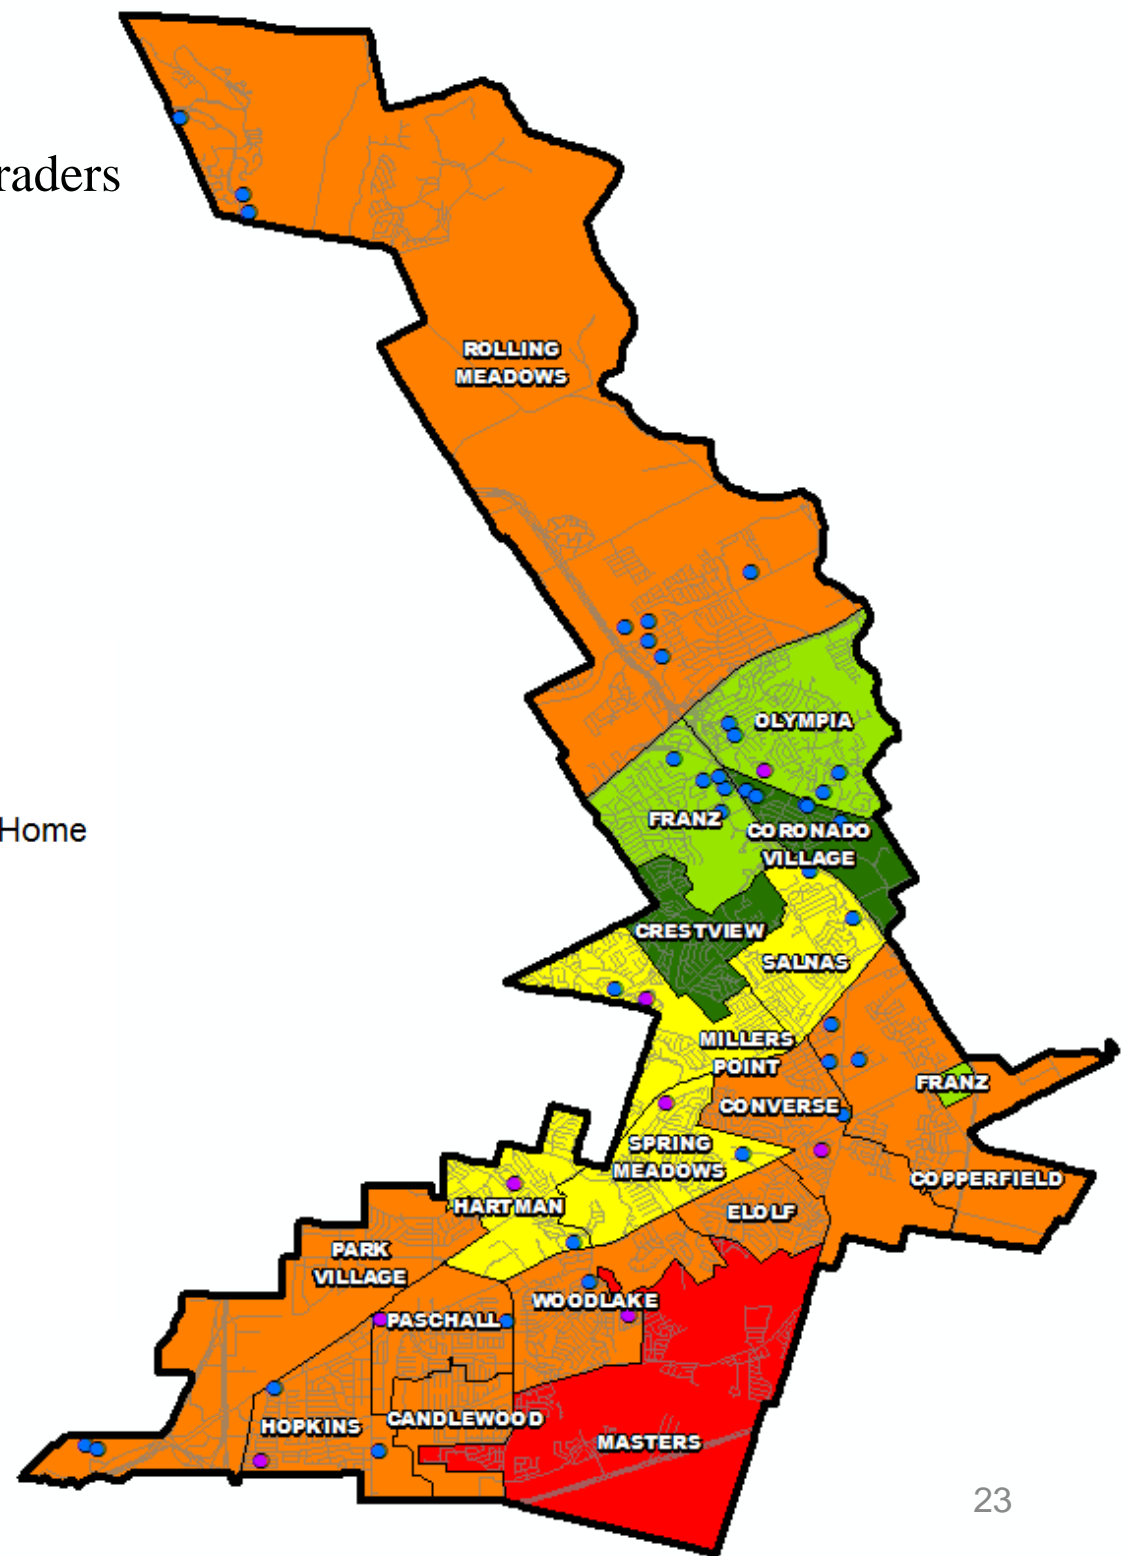 raders
ROLLING
MEADOWS
OLYMPIA
Home
FRANZ
CORONADO
VILLAGE
CRESTVIEW
SALNAS
MILLERS
POINT
FRANZ
CONVERSE
SPRING
MEADOWS
COPPERFIELD
HARTMAN
ELOLF
PARK
VILLAGE
WOODLAKE
PASCHALL
CANDLEWOOD
HOPKINS
MASTERS
23